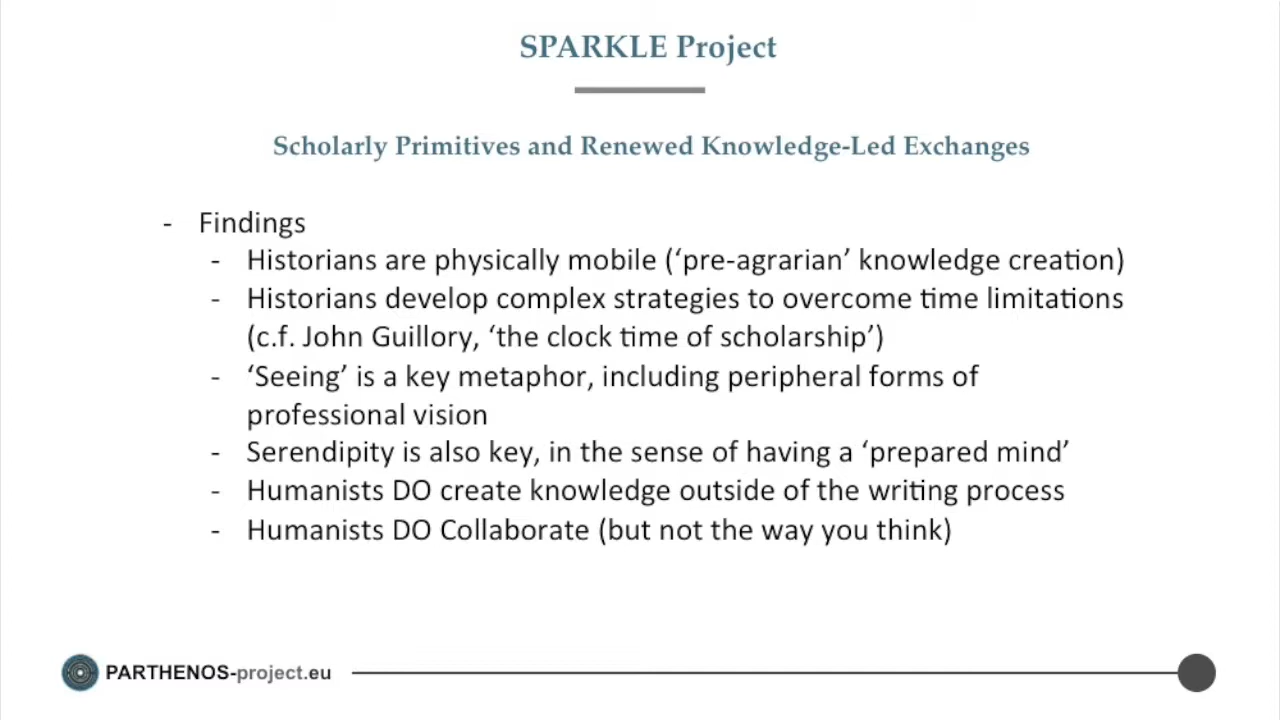 SPARKLE Project
Scholarly Primitives and Renewed Knowledge-Led Exchanges
- Findings
- Historians are physically mobile (‘pre-agrarian’ knowledge creation)
- Historians develop complex strategies to overcome time limitations
(c.f. John Guillory, ‘the clock time of scholarship’)
- ‘Seeing’ is a key metaphor, including peripheral forms of
professional vision
- Serendipity is also key, in the sense of having a ‘prepared mind’
- Humanists DO create knowledge outside of the writing process
- Humanists DO Collaborate (but not the way you think)
PARTHENOS-project.eu